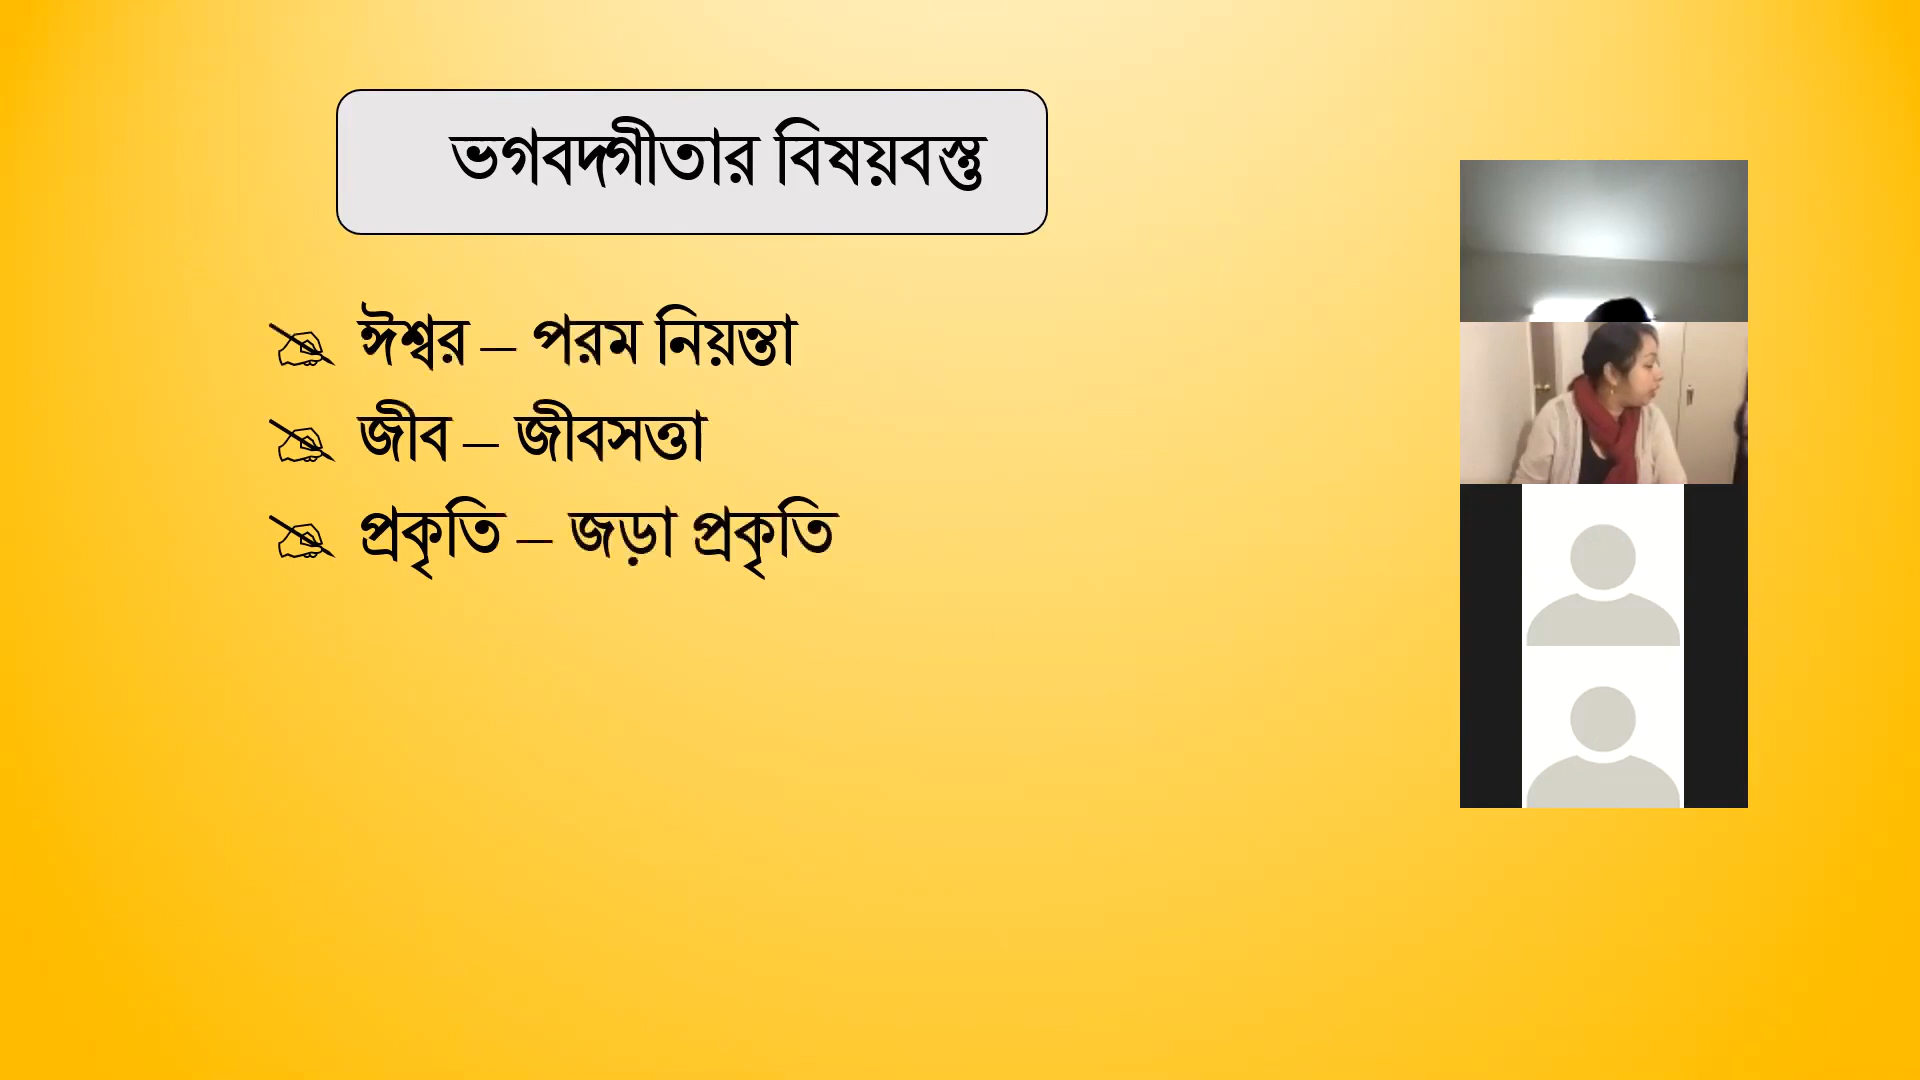 ভগবদ্গীতার বিষয়বস্তু
ঈশ্বর – পরম নিয়ন্তা
জীব – জীবসত্তা
প্রকৃতি – জড়া প্রকৃতি